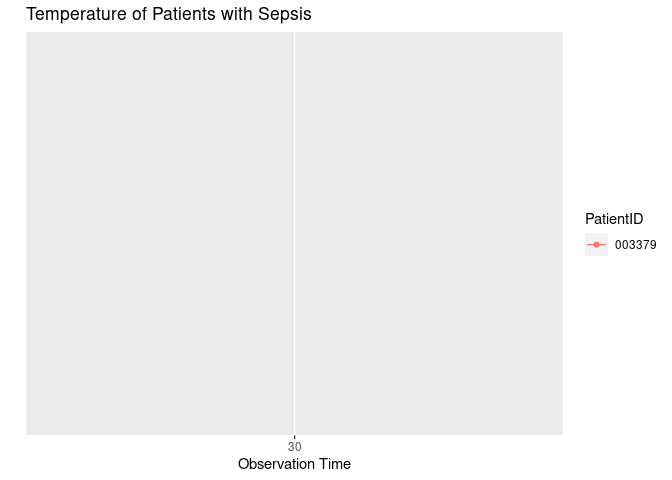 Temperature of Patients with Sepsis
PatientID
003379
30
Observation Time